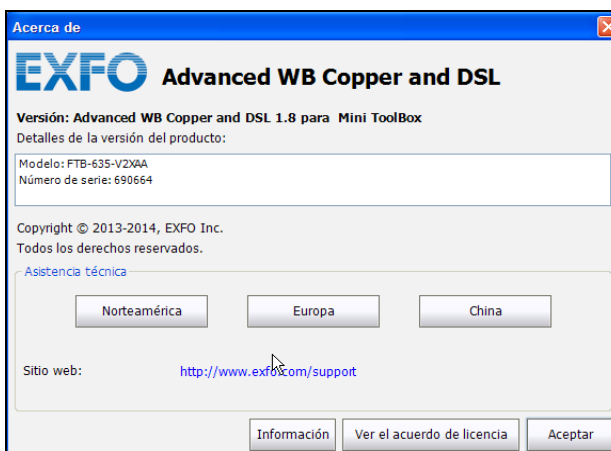 Acerca de
EXFO Advanced WB Copper and DSL
Versión: Advanced WB Copper and DSL 1.8 para Mini ToolBox
Detalles de la versión del producto:
Modelo: FTB-635-V2XAA
Número de serie: 690664
Copyright © 2013-2014, EXFO Inc.
Todos los derechos reservados.
Asistencia técnica
Norteamérica Europa China
Sitio web: http://www.exfo.com/support
Información Ver el acuerdo de licencia Aceptar